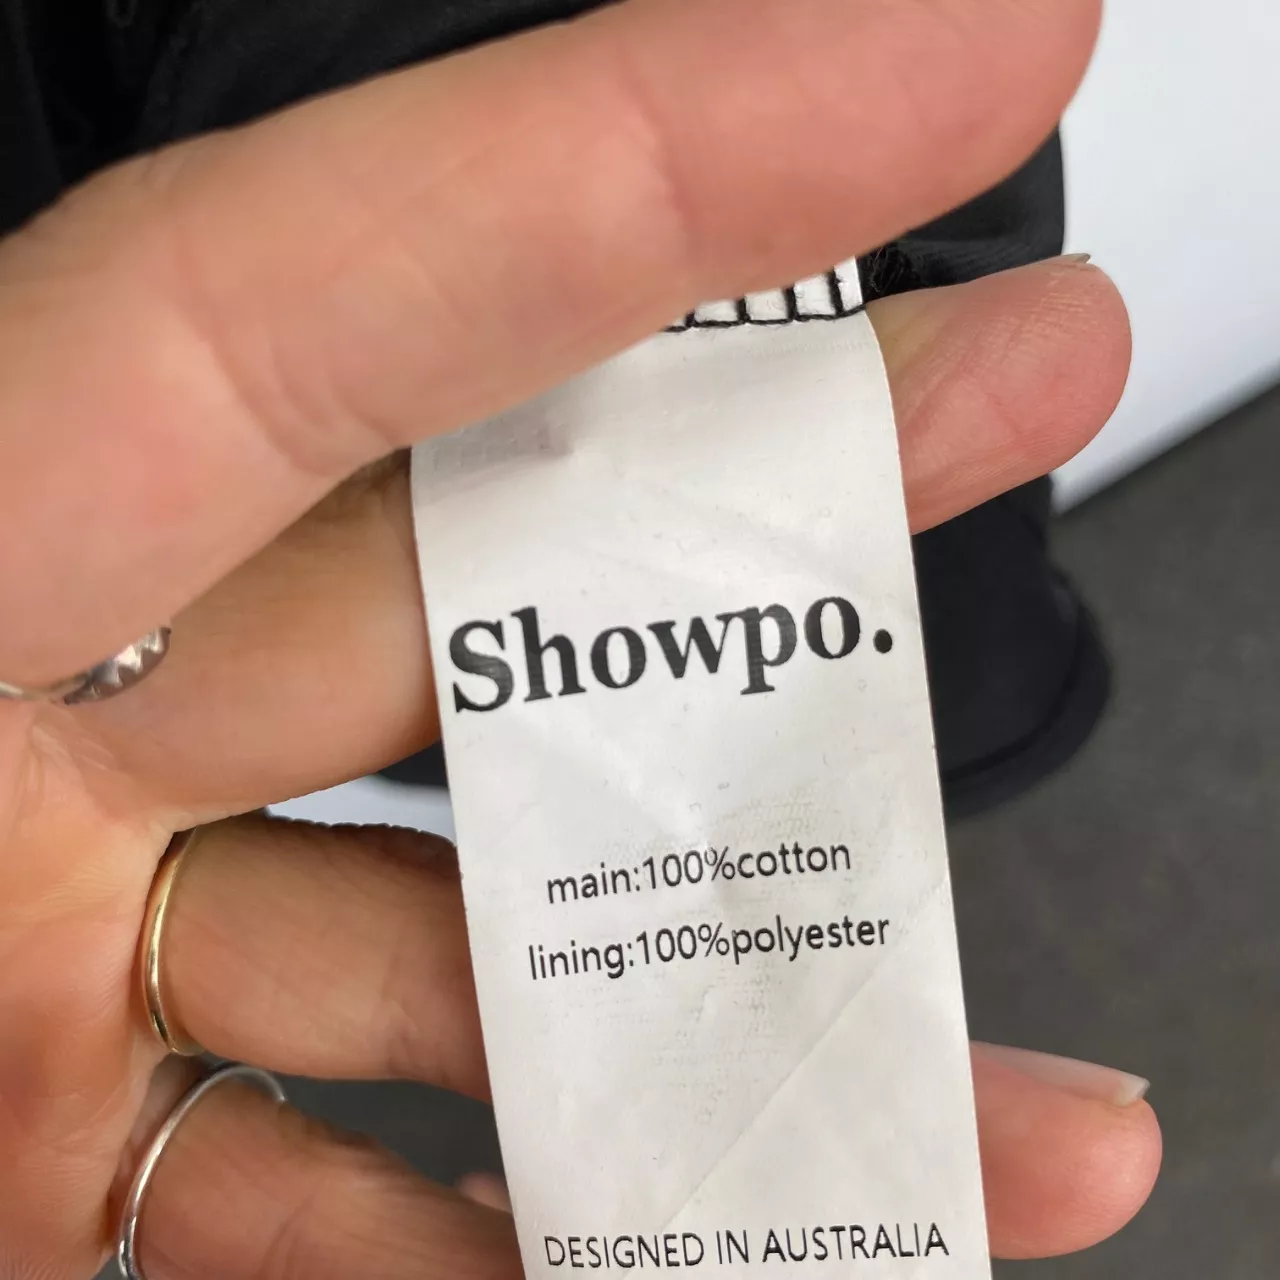 Showpo.
main:100%cotton
lining:100%polyester
DESIGNED IN AUSTRALIA